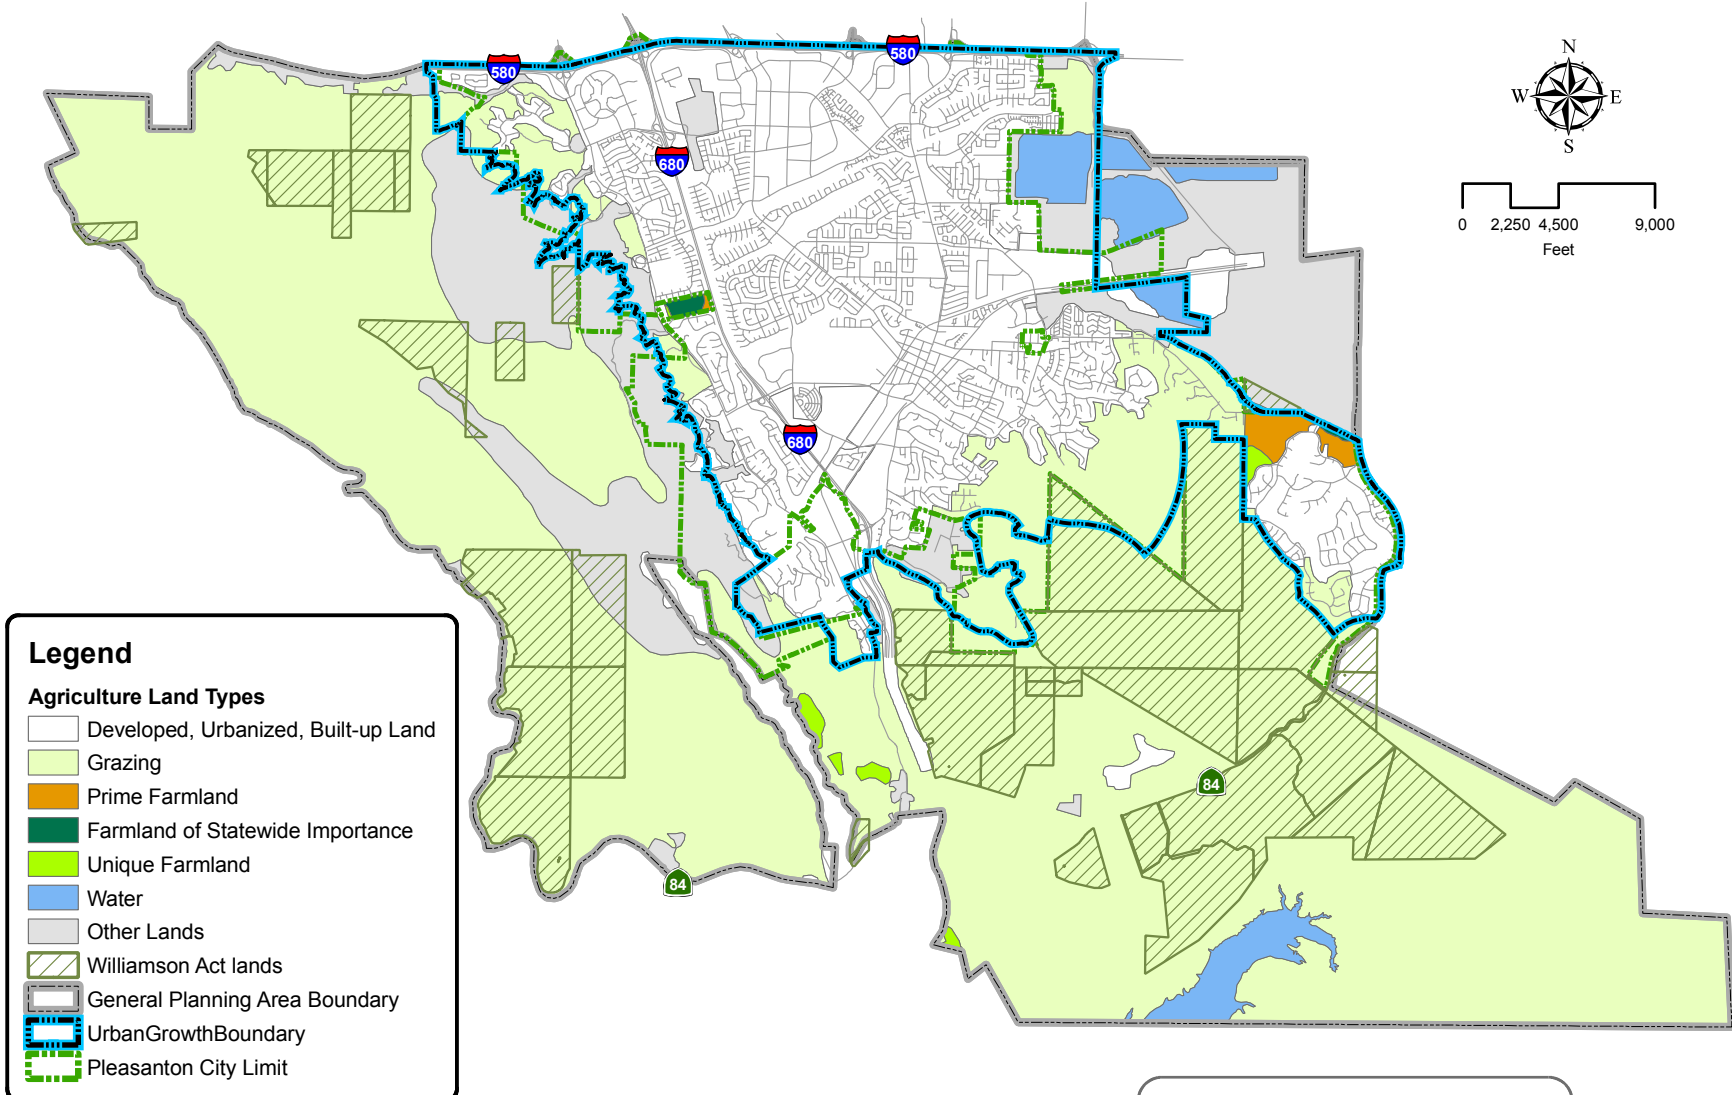 580
580
680
680
84
84
N
W
E
S
0
2,250
4,500
9,000
Feet
Legend
Agriculture Land Types
Developed, Urbanized, Built-up Land
Grazing
Prime Farmland
Farmland of Statewide Importance
Unique Farmland
Water
Other Lands
Williamson Act lands
General Planning Area Boundary
UrbanGrowthBoundary
Pleasanton City Limit